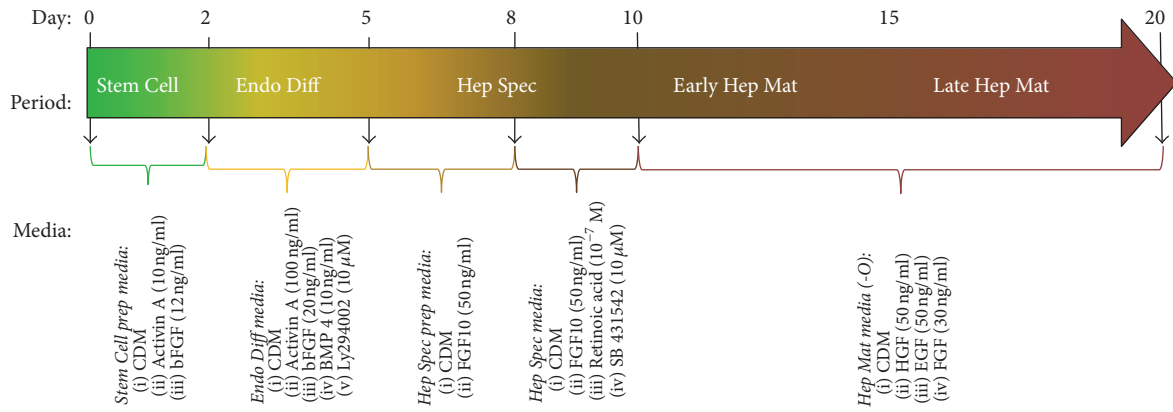 Day: 0 2 5 8 10 15 20
Period: Stem Cell Endo Diff Hep Spec Early Hep Mat Late Hep Mat
Media:
Stem Cell prep media:
(i) CDM
(ii) Activin A (10 ng/ml)
(iii) bFGF (12 ng/ml)
Endo Diff media:
(i) CDM
(ii) Activin A (100 ng/ml)
(iii) bFGF (20 ng/ml)
(iv) BMP 4 (10 ng/ml)
(v) Ly294002 (10 μM)
Hep Spec prep media:
(i) CDM
(ii) FGF10 (50 ng/ml)
Hep Spec media:
(i) CDM
(ii) FGF10 (50 ng/ml)
(iii) Retinoic acid (10⁻⁷ M)
(iv) SB 431542 (10 μM)
Hep Mat media (-O):
(i) CDM
(ii) HGF (50 ng/ml)
(iii) EGF (50 ng/ml)
(iv) FGF (30 ng/ml)